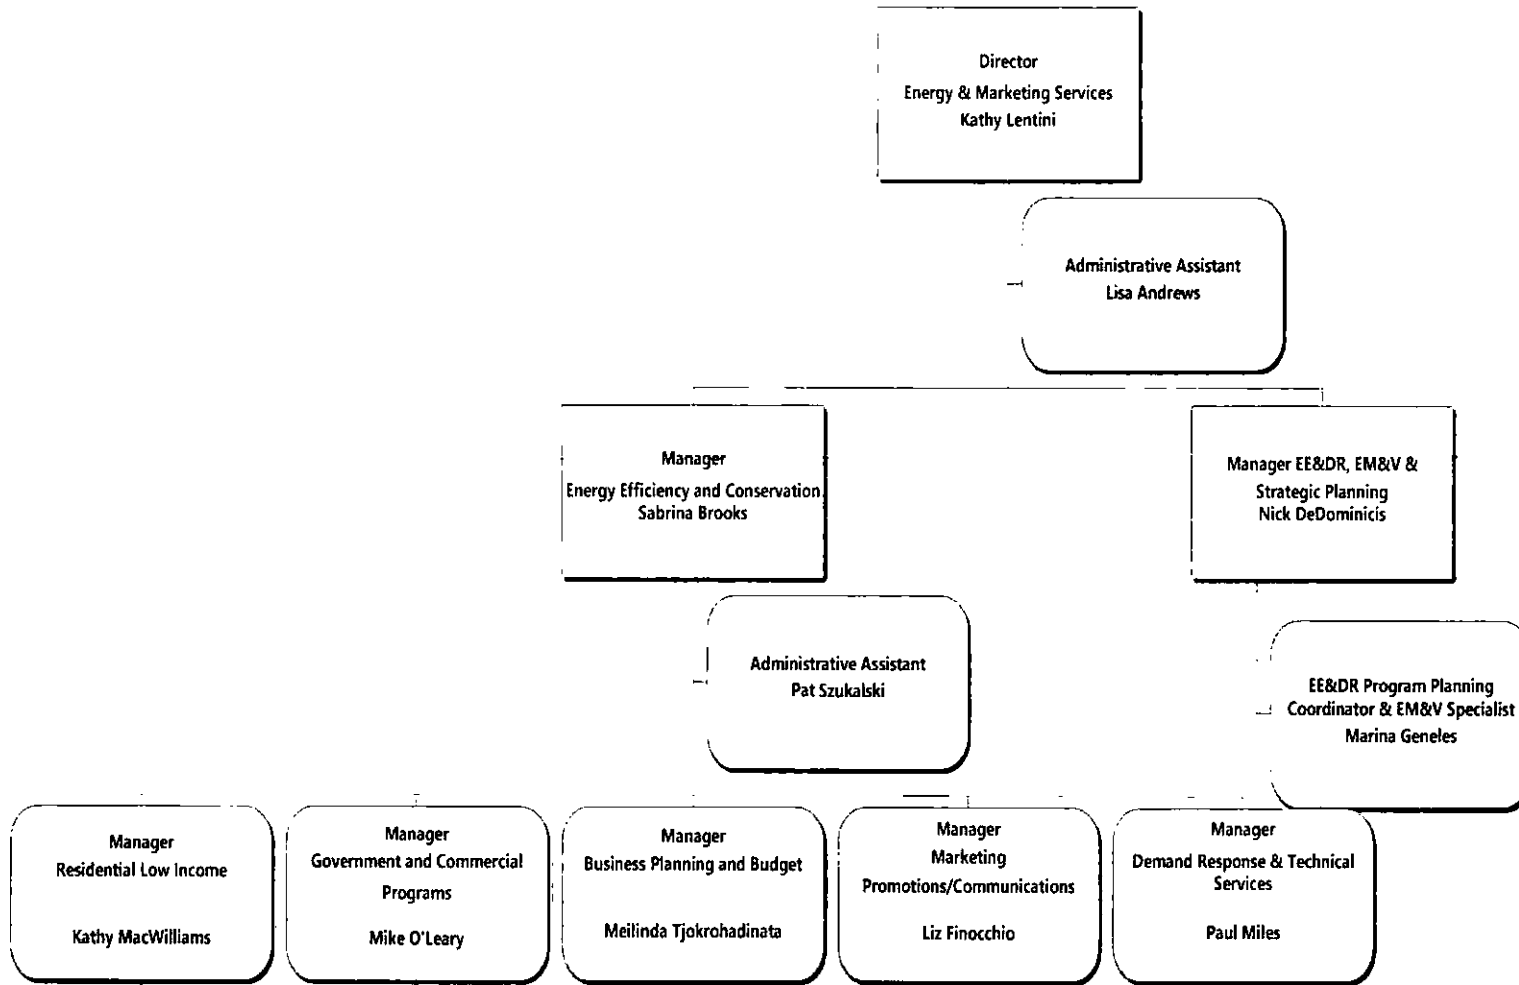 Director
Energy & Marketing Services
Kathy Lentini
Administrative Assistant
Lisa Andrews
Manager
Energy Efficiency and Conservation
Sabrina Brooks
Manager EE&DR, EM&V &
Strategic Planning
Nick DeDominicis
Administrative Assistant
Pat Szukalski
EE&DR Program Planning
Coordinator & EM&V Specialist
Marina Geneles
Manager
Residential Low Income
Kathy MacWilliams
Manager
Government and Commercial
Programs
Mike O'Leary
Manager
Business Planning and Budget
Meilinda Tjokrohadinata
Manager
Marketing
Promotions/Communications
Liz Finocchio
Manager
Demand Response & Technical
Services
Paul Miles